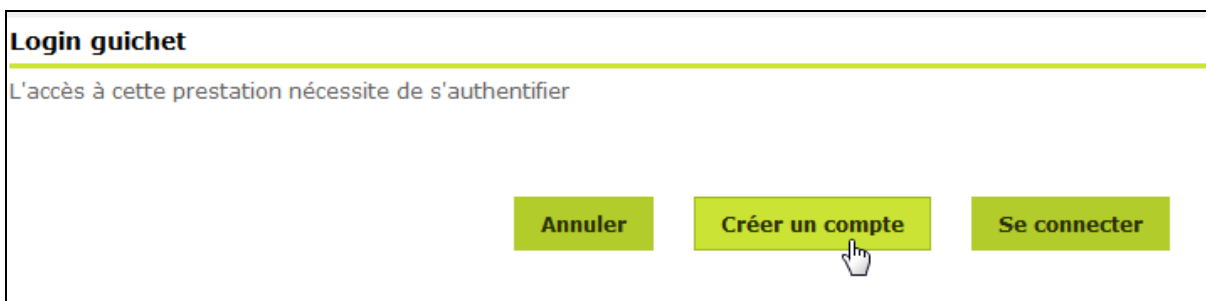 Login guichet
L'accès à cette prestation nécessite de s'authentifier
Annuler Créer un compte Se connecter